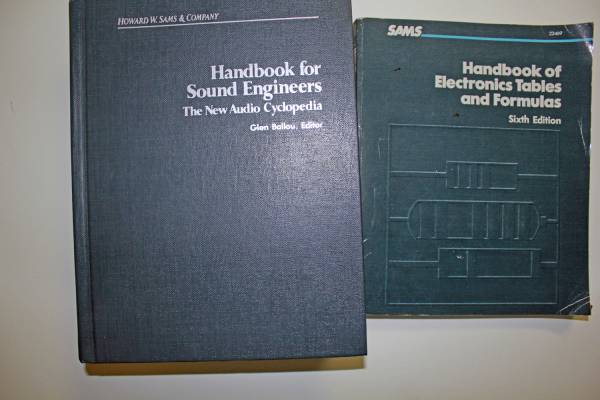 HOWARD W. SAMS & COMPANY
Handbook for
Sound Engineers
The New Audio Cyclopedia
Glen Ballou, Editor
SAMS
22469
Handbook of
Electronics Tables
and Formulas
Sixth Edition